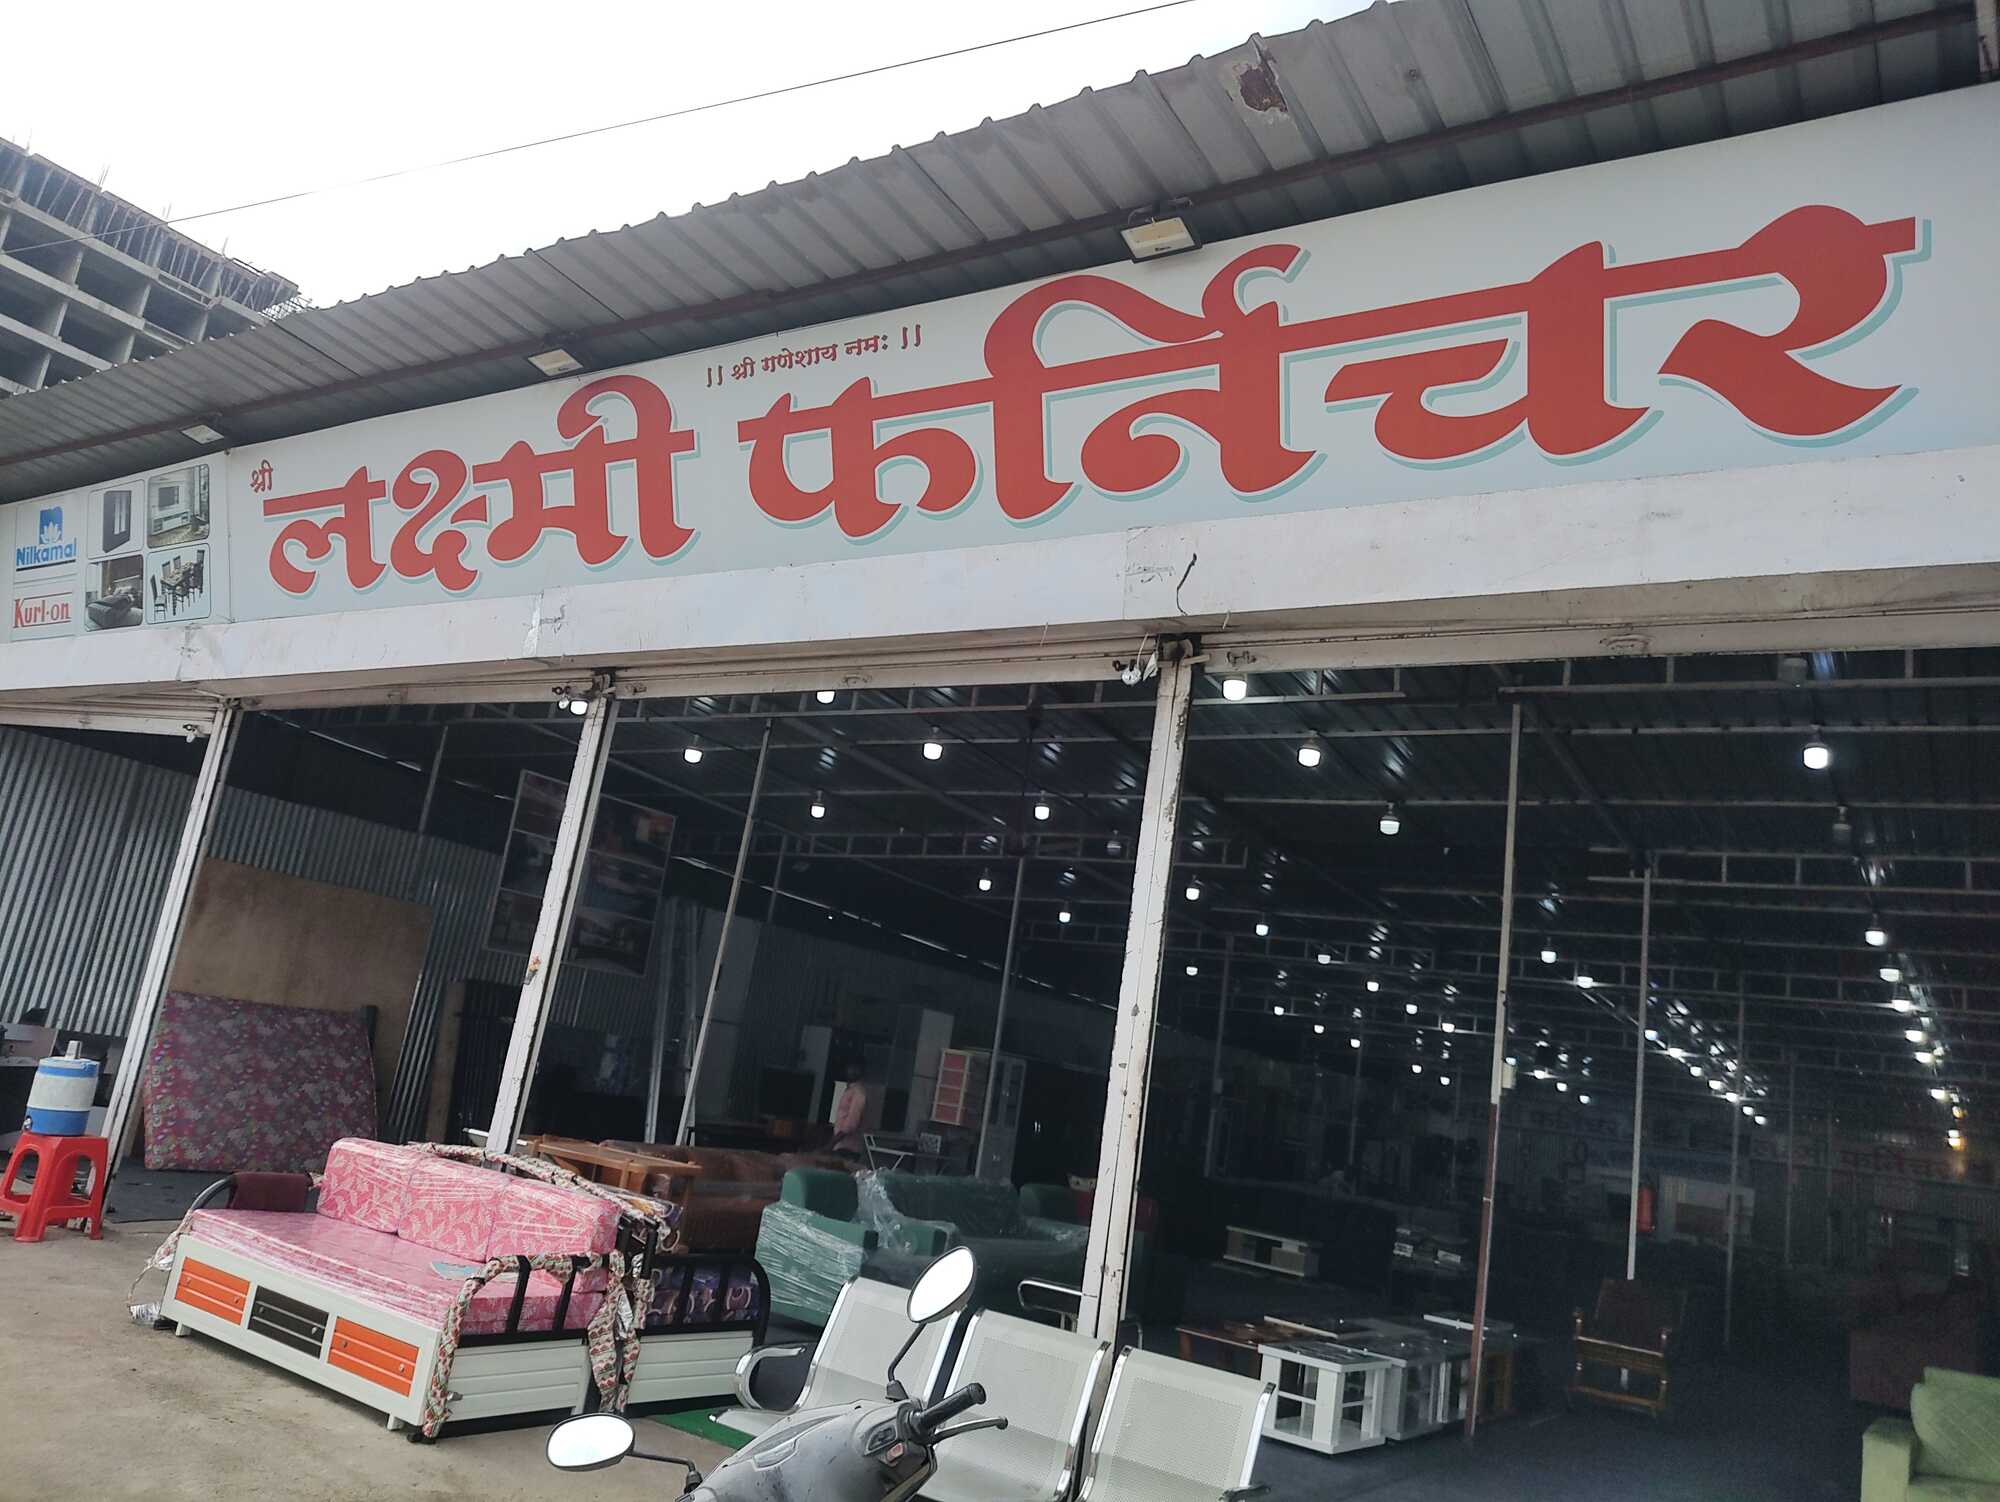 ।। श्री गणेशाय नमः ।।
श्री लक्ष्मी फर्निचर
Nilkamal
Kurl-on